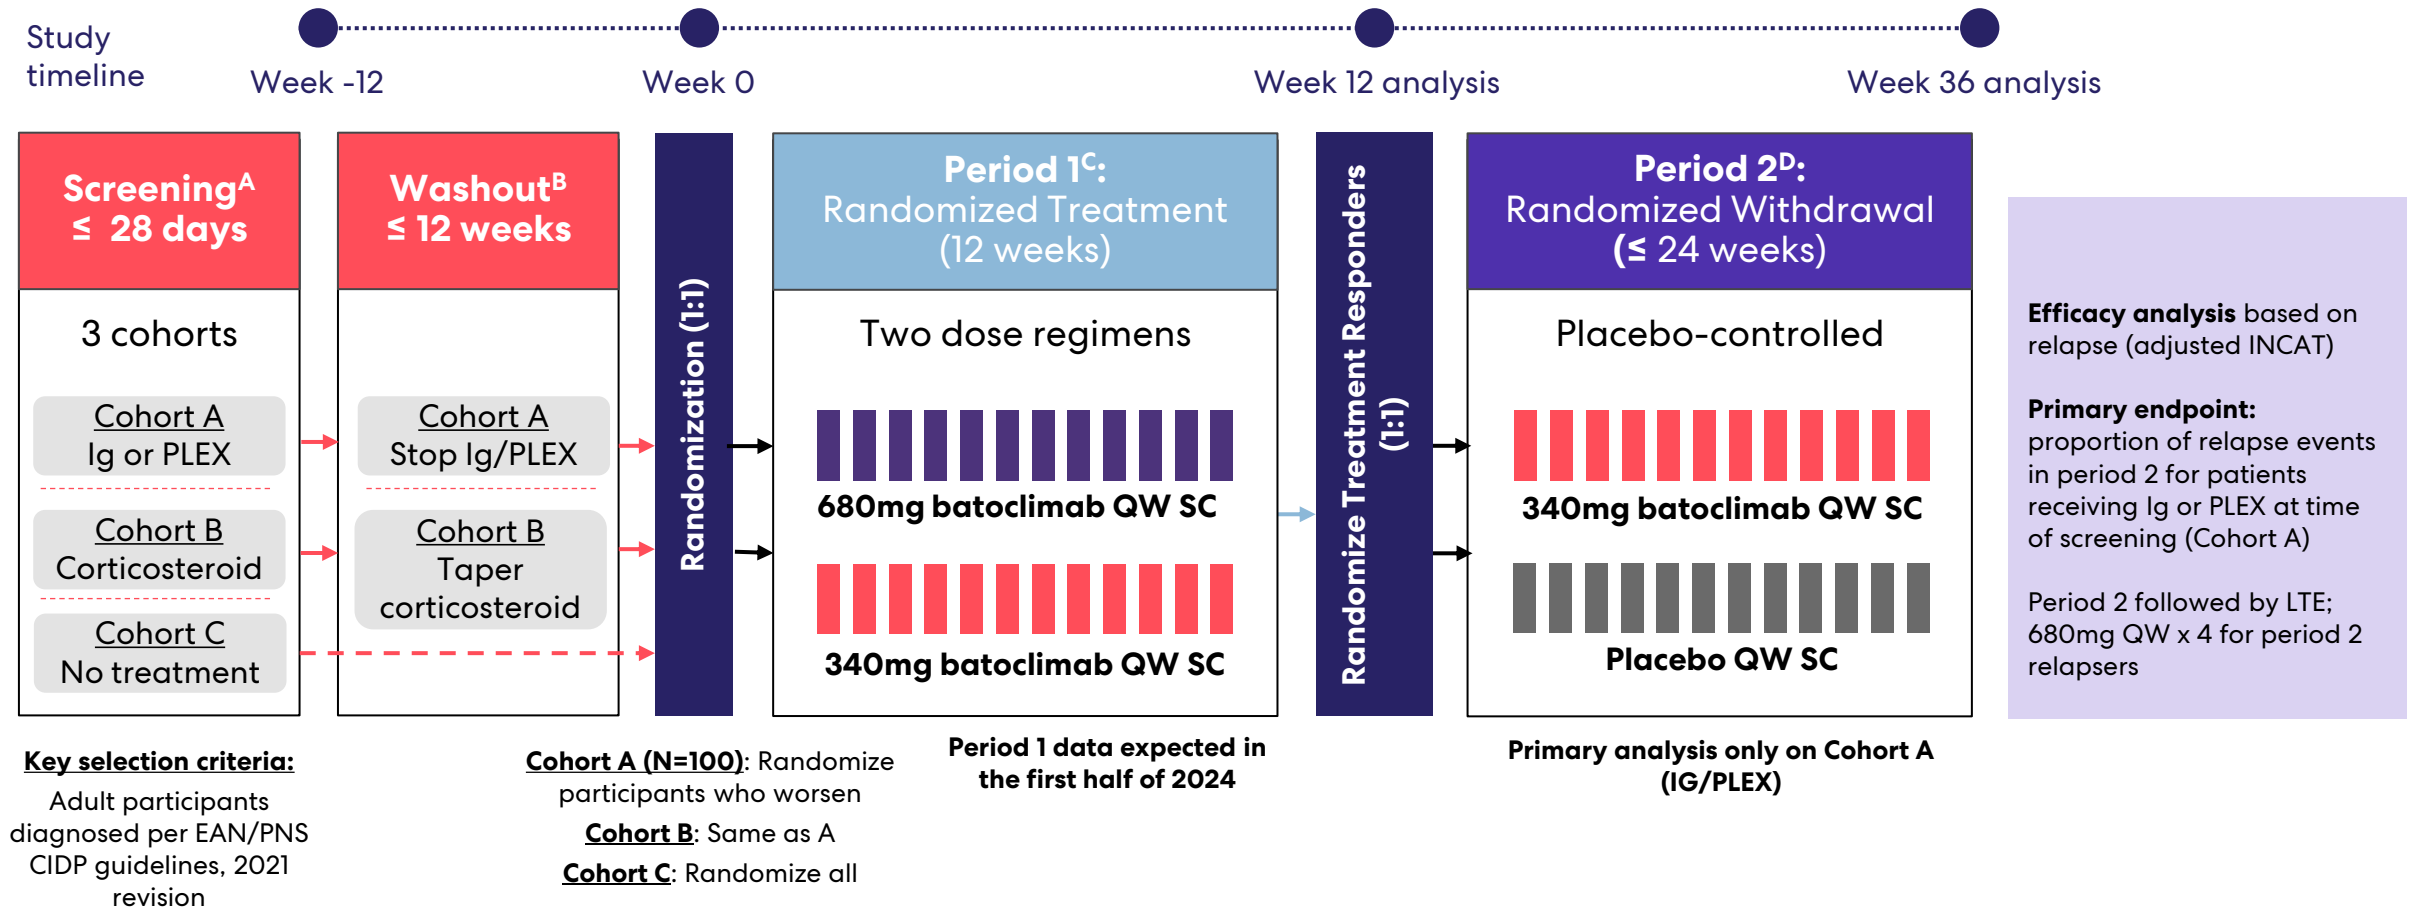 Study
timeline
Week -12
Week 0
Week 12 analysis
Week 36 analysis
Screening^A
≤ 28 days
3 cohorts
Cohort A
Ig or PLEX
Cohort B
Corticosteroid
Cohort C
No treatment
Washout^B
≤ 12 weeks
Cohort A
Stop Ig/PLEX
Cohort B
Taper
corticosteroid
Randomization (1:1)
Period 1^C:
Randomized Treatment
(12 weeks)
Two dose regimens
680mg batoclimab QW SC
340mg batoclimab QW SC
Randomize Treatment Responders
(1:1)
Period 2^D:
Randomized Withdrawal
(≤ 24 weeks)
Placebo-controlled
340mg batoclimab QW SC
Placebo QW SC
Efficacy analysis based on
relapse (adjusted INCAT)
Primary endpoint:
proportion of relapse events
in period 2 for patients
receiving Ig or PLEX at time
of screening (Cohort A)
Period 2 followed by LTE;
680mg QW x 4 for period 2
relapsers
Key selection criteria:
Adult participants
diagnosed per EAN/PNS
CIDP guidelines, 2021
revision
Cohort A (N=100): Randomize
participants who worsen
Cohort B: Same as A
Cohort C: Randomize all
Period 1 data expected in
the first half of 2024
Primary analysis only on Cohort A
(IG/PLEX)